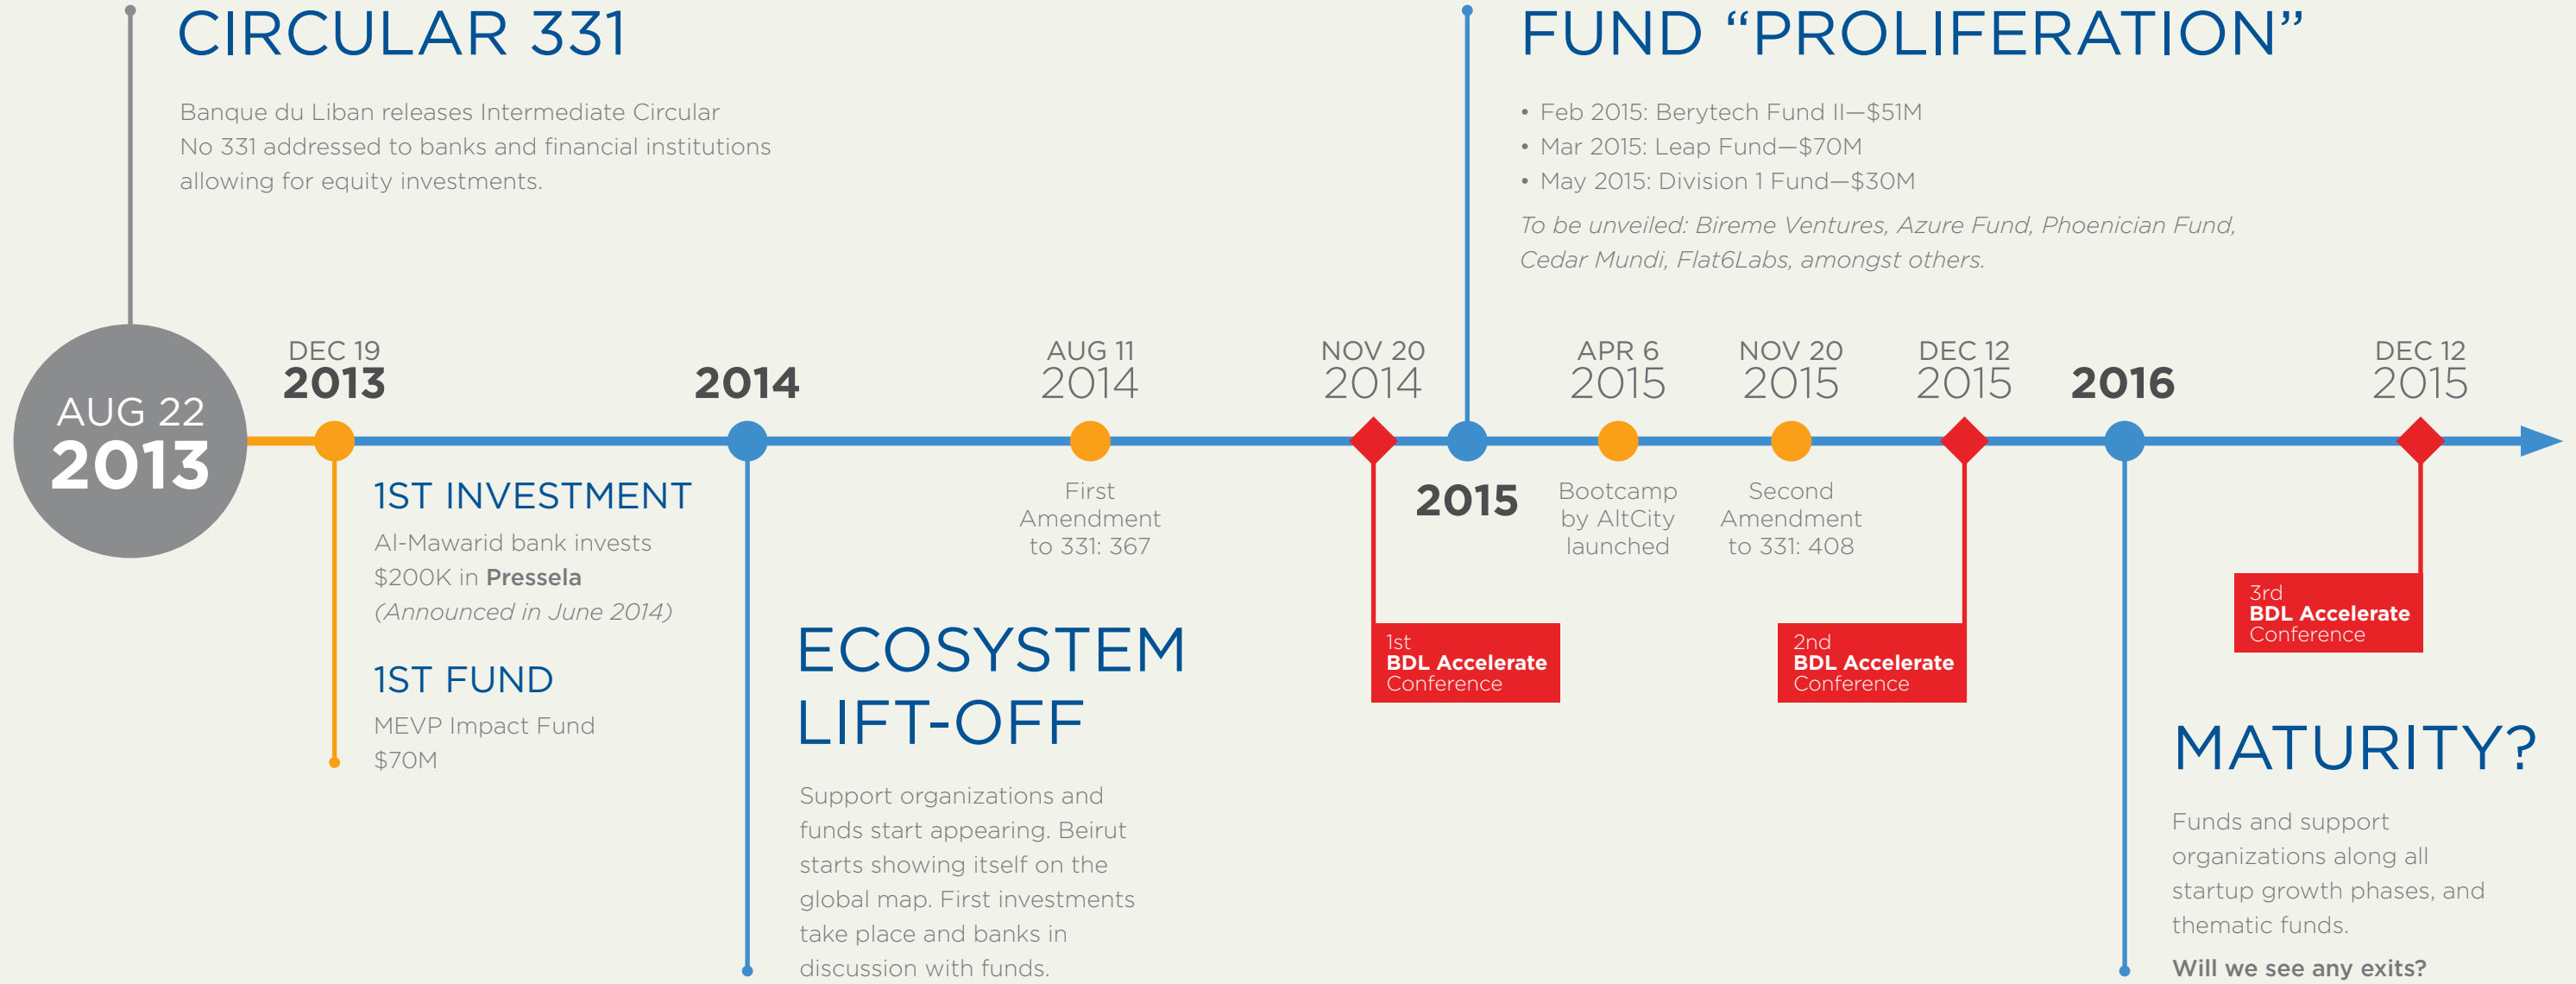 CIRCULAR 331
Banque du Liban releases Intermediate Circular
No 331 addressed to banks and financial institutions
allowing for equity investments.
FUND “PROLIFERATION”
• Feb 2015: Berytech Fund II—$51M
• Mar 2015: Leap Fund—$70M
• May 2015: Division 1 Fund—$30M
To be unveiled: Bireme Ventures, Azure Fund, Phoenician Fund,
Cedar Mundi, Flat6Labs, amongst others.
AUG 22
2013
DEC 19
2013
2014
AUG 11
2014
NOV 20
2014
APR 6
2015
NOV 20
2015
DEC 12
2015
2016
DEC 12
2015
1ST INVESTMENT
Al-Mawarid bank invests
$200K in Pressela
(Announced in June 2014)
1ST FUND
MEVP Impact Fund
$70M
ECOSYSTEM
LIFT-OFF
Support organizations and
funds start appearing. Beirut
starts showing itself on the
global map. First investments
take place and banks in
discussion with funds.
First
Amendment
to 331: 367
1st
BDL Accelerate
Conference
2015
Bootcamp
by AltCity
launched
Second
Amendment
to 331: 408
2nd
BDL Accelerate
Conference
3rd
BDL Accelerate
Conference
MATURITY?
Funds and support
organizations along all
startup growth phases, and
thematic funds.
Will we see any exits?